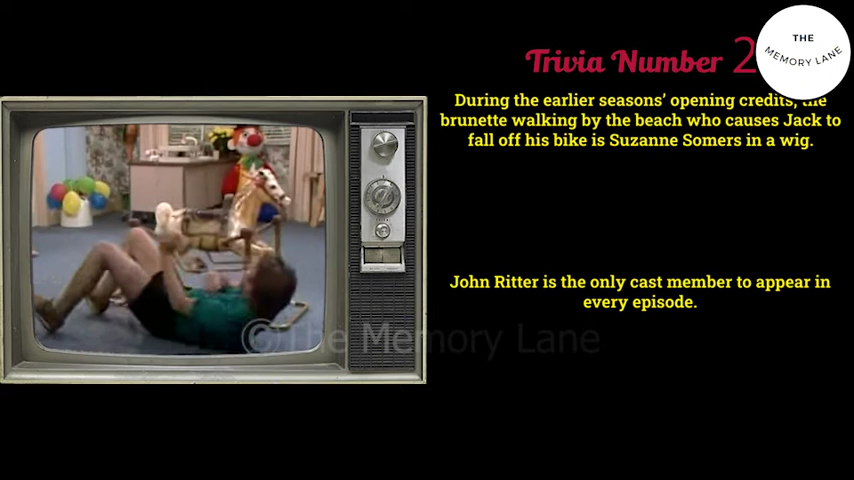 THE
MEMORY LANE
Trivia Number 2
During the earlier seasons' opening credits, the
brunette walking by the beach who causes Jack to
fall off his bike is Suzanne Somers in a wig.
John Ritter is the only cast member to appear in
every episode.
©The Memory Lane